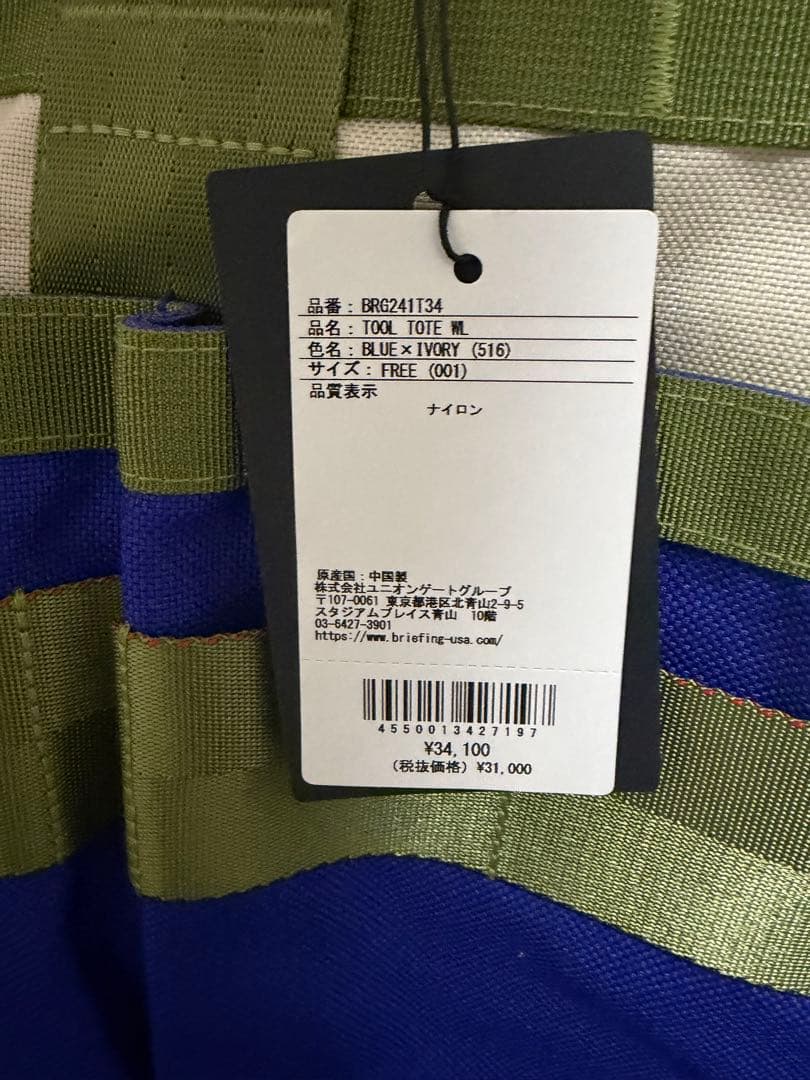 品番：BRG241T34
品名：TOOL TOTE WL
色名：BLUE×IVORY (516)
サイズ：FREE (001)
品質表示
ナイロン
原産国：中国製
株式会社ユニオンゲートグループ
〒107-0061 東京都港区北青山2-9-5
スタジアムプレイス青山 10階
03-6427-3901
https://www.briefing-usa.com/
4550013427197
¥34,100
(税抜価格) ¥31,000